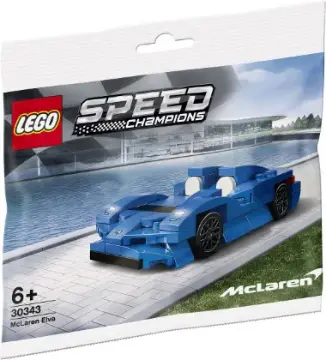 LEGO
SPEED
CHAMPIONS
6+
30343
McLaren Elva
McLaren